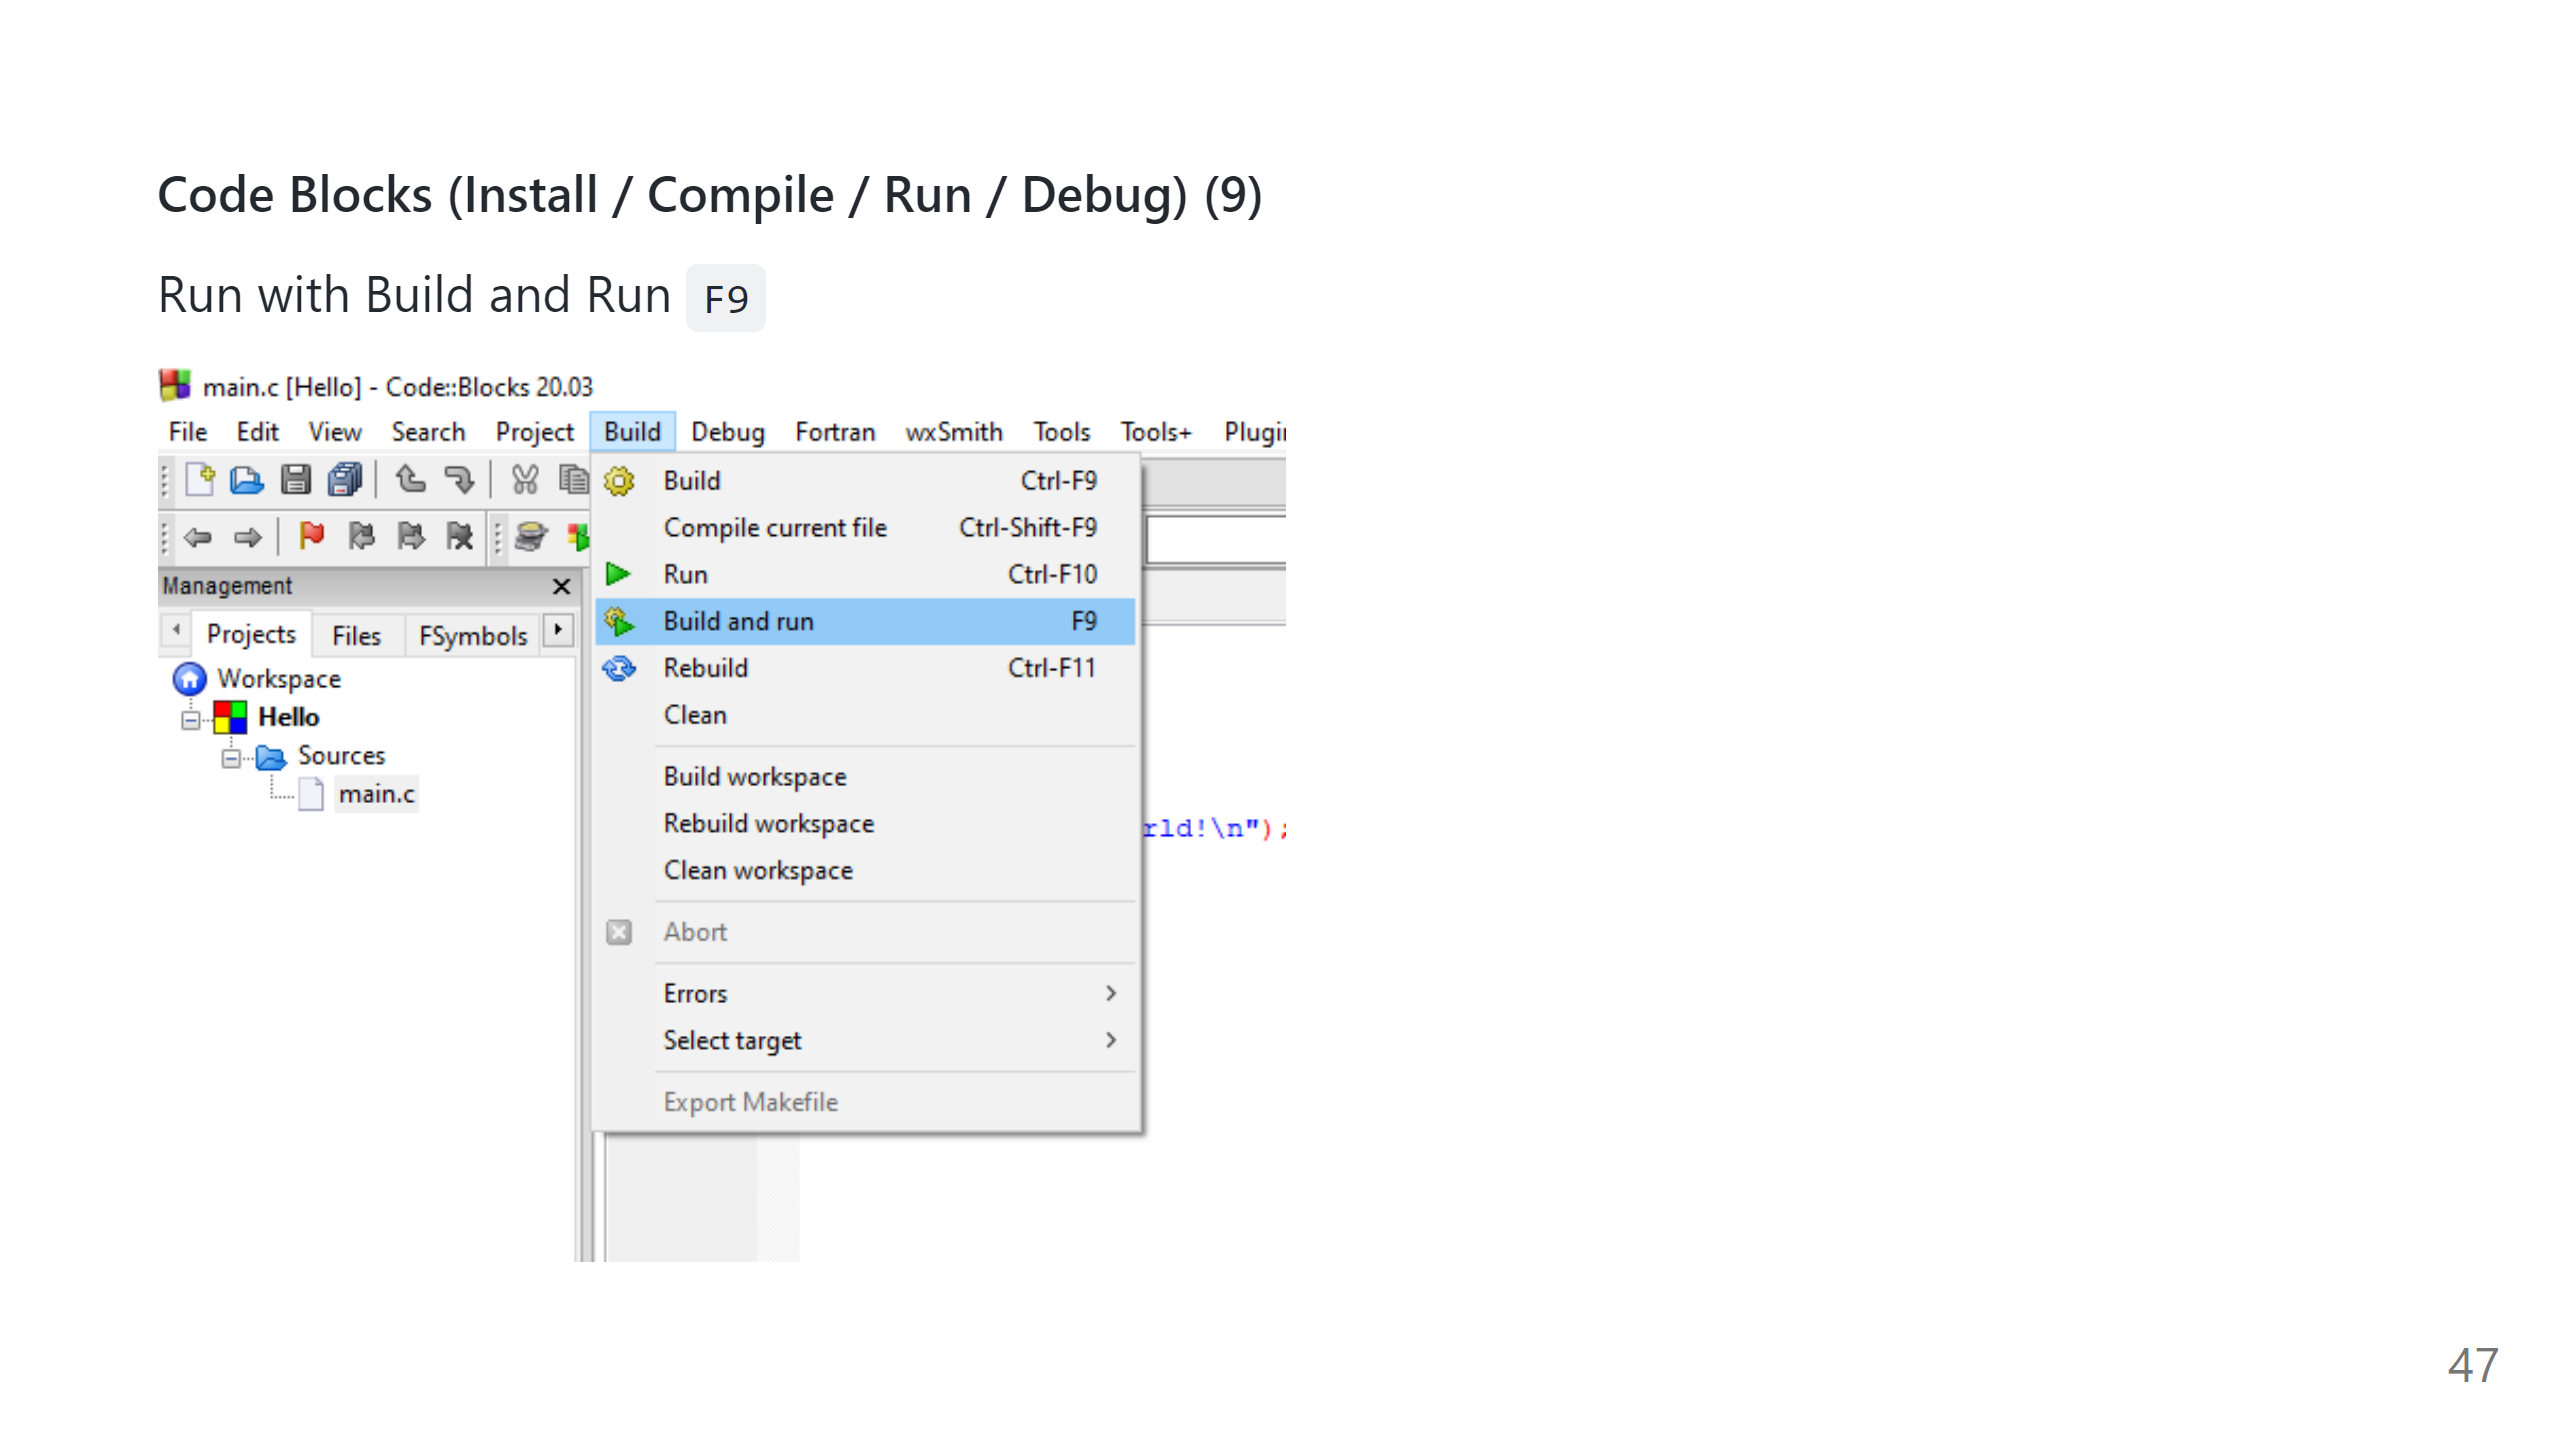 Code Blocks (Install / Compile / Run / Debug) (9)
Run with Build and Run F9
main.c [Hello] - Code::Blocks 20.03
File Edit View Search Project Build Debug Fortran wxSmith Tools Tools+ Plugin
Build Ctrl-F9
Compile current file Ctrl-Shift-F9
Run Ctrl-F10
Build and run F9
Rebuild Ctrl-F11
Clean
Build workspace
Rebuild workspace
Clean workspace
Abort
Errors
Select target
Export Makefile
Management
Projects Files FSymbols
Workspace
Hello
Sources
main.c
rld!\n");
47